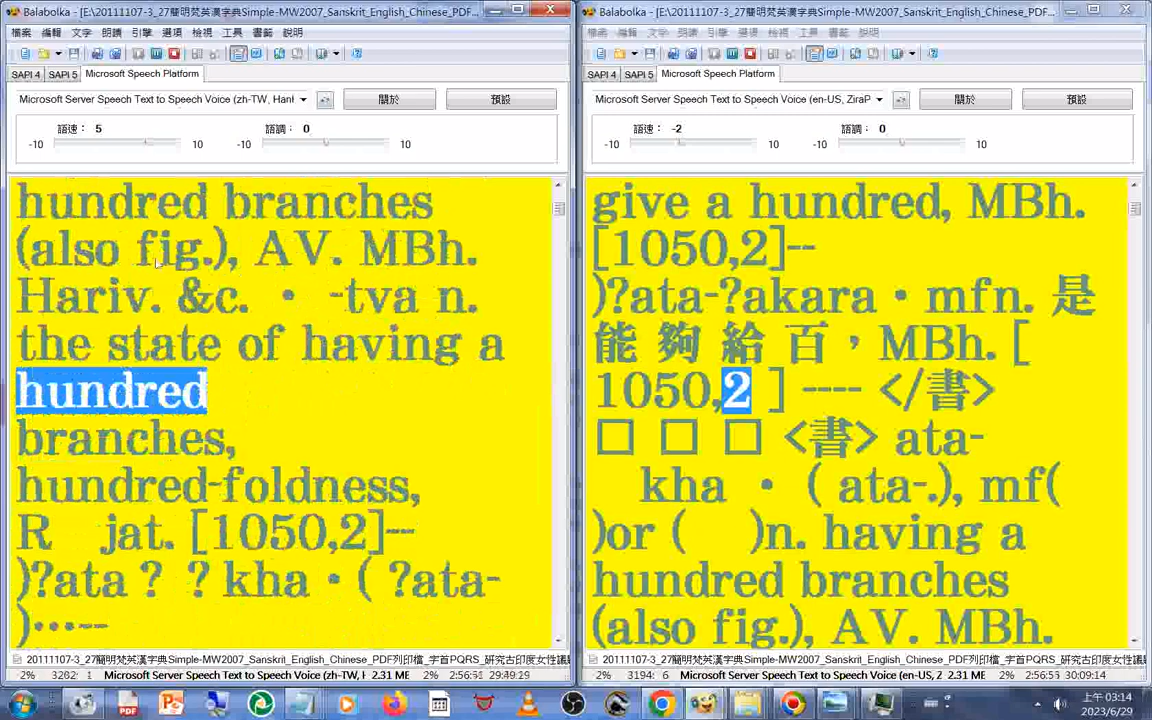 Balabolka - [E:\20111107-3_27簡明梵英漢字典Simple-MW2007_Sanskrit_English_Chinese_PDF...
檔案 編輯 文字 朗讀 引擎 選項 檢視 工具 書籤 說明
SAPI 4 SAPI 5 Microsoft Speech Platform
Microsoft Server Speech Text to Speech Voice (zh-TW, Hanl
關於 預設
語速： 5 語調： 0
-10 10 -10 10
hundred branches
(also fig.), AV. MBh.
Hariv. &c. • -tva n.
the state of having a
hundred
branches,
hundred-foldness,
R jat. [1050,2]--
)?ata ? ? kha • ( ?ata-
)…--
20111107-3_27簡明梵英漢字典Simple-MW2007_Sanskrit_English_Chinese_PDF列印檔_字首PQRS_研究古印度女性議
2% 3282: 1 Microsoft Server Speech Text to Speech Voice (zh-TW, H 2.31 ME 29:49:29
Balabolka - [E:\20111107-3_27簡明梵英漢字典Simple-MW2007_Sanskrit_English_Chinese_PDF...
檔案 編輯 文字 朗讀 引擎 選項 檢視 工具 書籤 說明
SAPI 4 SAPI 5 Microsoft Speech Platform
Microsoft Server Speech Text to Speech Voice (en-US, ZiraP
關於 預設
語速： -2 語調： 0
-10 10 -10 10
give a hundred, MBh.
[1050,2]--
)?ata-?akara • mfn. 是
能 夠 給 百，MBh. [
1050,2 ] ---- </書>
□ □ □ <書> ata-
kha • ( ata-.), mf(
)or ( )n. having a
hundred branches
(also fig.), AV. MBh.
20111107-3_27簡明梵英漢字典Simple-MW2007_Sanskrit_English_Chinese_PDF列印檔_字首PQRS_研究古印度女性議
2% 3194: 6 Microsoft Server Speech Text to Speech Voice (en-US, Z 2.31 ME 30:09:14
上午 03:14
2023/6/29